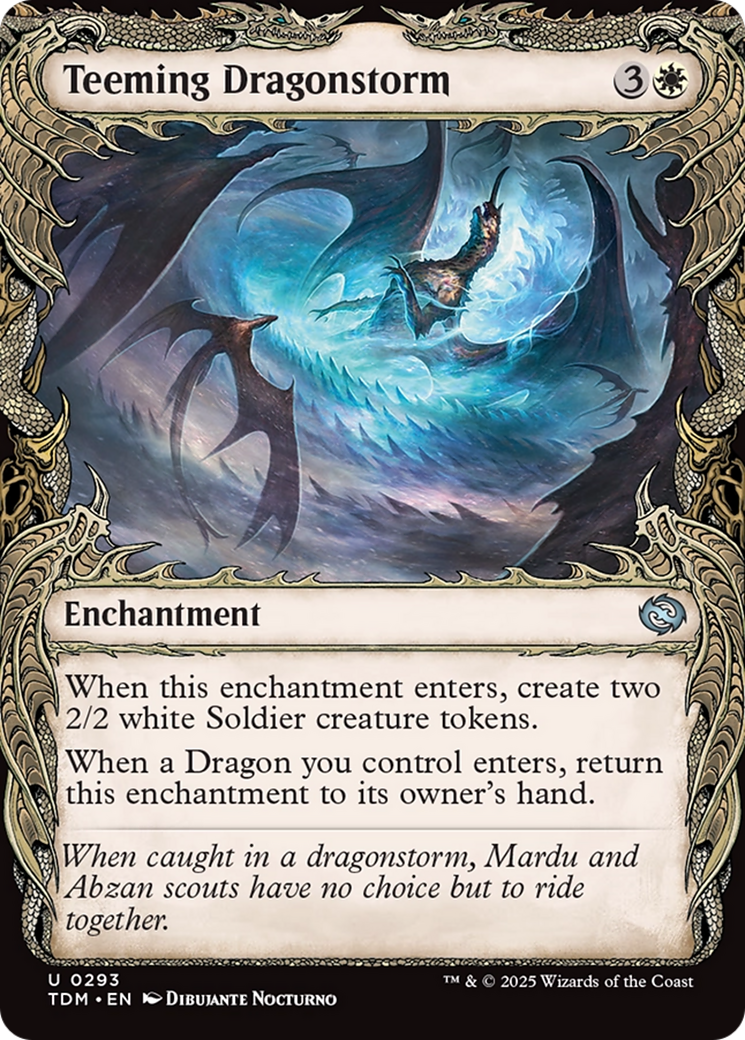 Teeming Dragonstorm 3
Enchantment
When this enchantment enters, create two
2/2 white Soldier creature tokens.
When a Dragon you control enters, return
this enchantment to its owner's hand.
When caught in a dragonstorm, Mardu and
Abzan scouts have no choice but to ride
together.
U 0293
TDM • EN Dibujante Nocturno
™ & © 2025 Wizards of the Coast